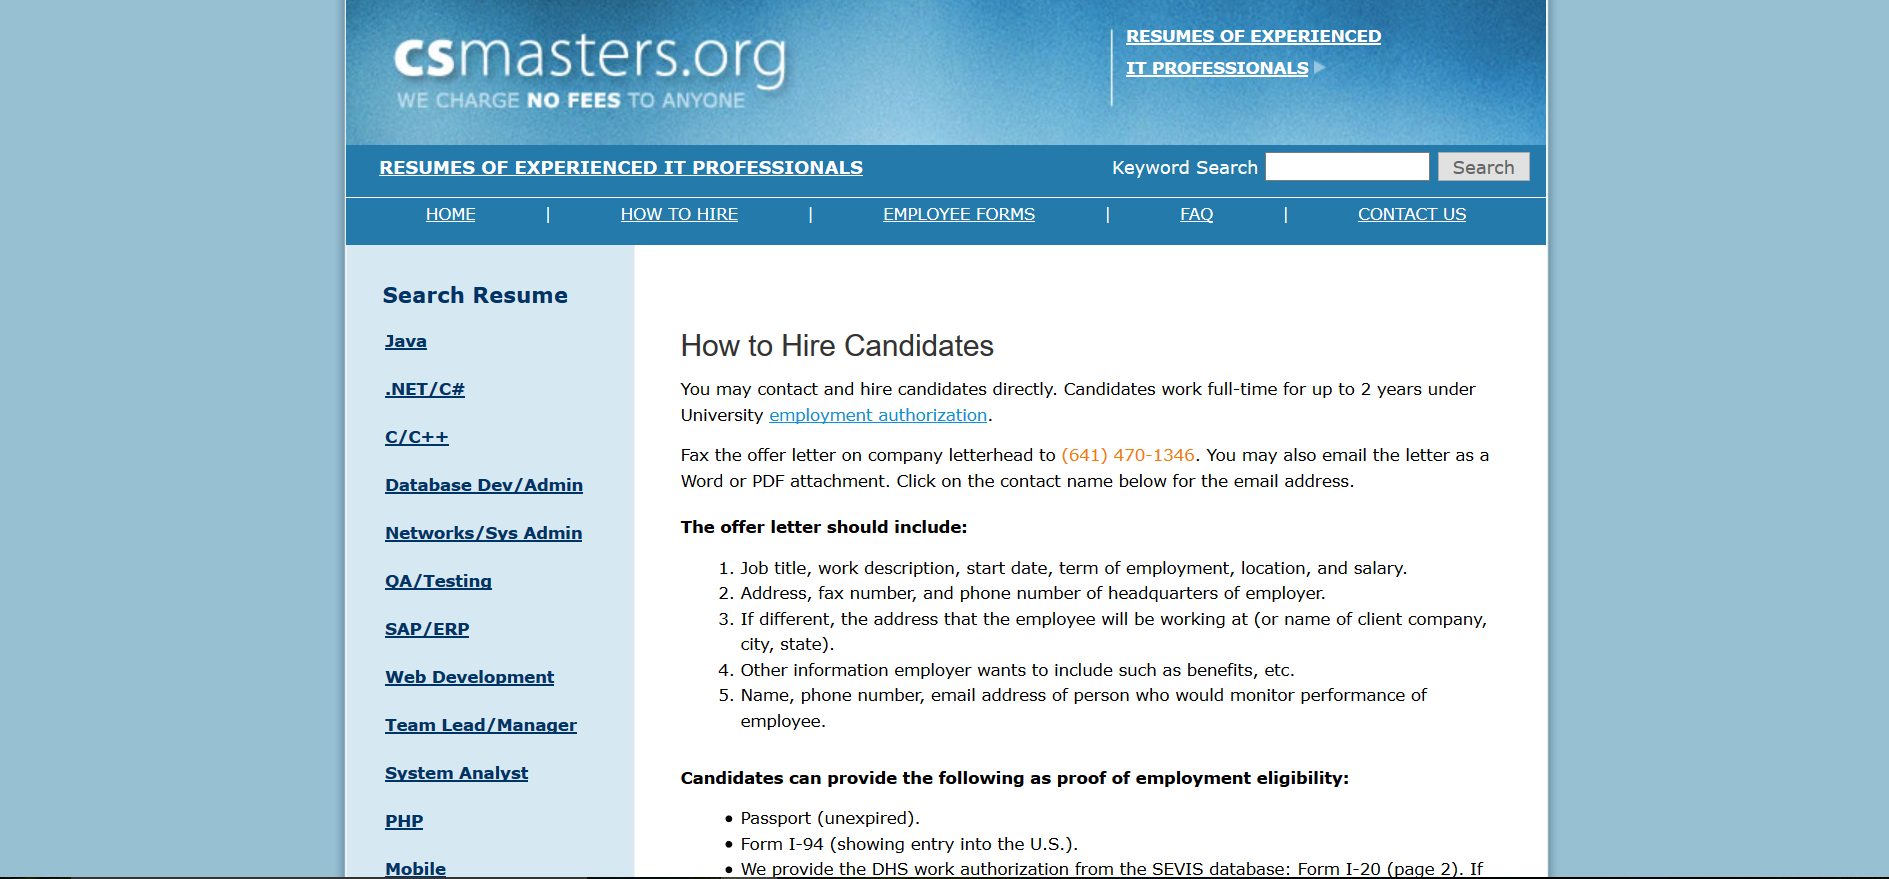 csmasters.org
WE CHARGE NO FEES TO ANYONE
RESUMES OF EXPERIENCED
IT PROFESSIONALS
RESUMES OF EXPERIENCED IT PROFESSIONALS
Keyword Search
Search
HOME | HOW TO HIRE | EMPLOYEE FORMS | FAQ | CONTACT US
Search Resume
Java
.NET/C#
C/C++
Database Dev/Admin
Networks/Sys Admin
QA/Testing
SAP/ERP
Web Development
Team Lead/Manager
System Analyst
PHP
Mobile
How to Hire Candidates
You may contact and hire candidates directly. Candidates work full-time for up to 2 years under
University employment authorization.
Fax the offer letter on company letterhead to (641) 470-1346. You may also email the letter as a
Word or PDF attachment. Click on the contact name below for the email address.
The offer letter should include:
1. Job title, work description, start date, term of employment, location, and salary.
2. Address, fax number, and phone number of headquarters of employer.
3. If different, the address that the employee will be working at (or name of client company,
city, state).
4. Other information employer wants to include such as benefits, etc.
5. Name, phone number, email address of person who would monitor performance of
employee.
Candidates can provide the following as proof of employment eligibility:
• Passport (unexpired).
• Form I-94 (showing entry into the U.S.).
• We provide the DHS work authorization from the SEVIS database: Form I-20 (page 2). If